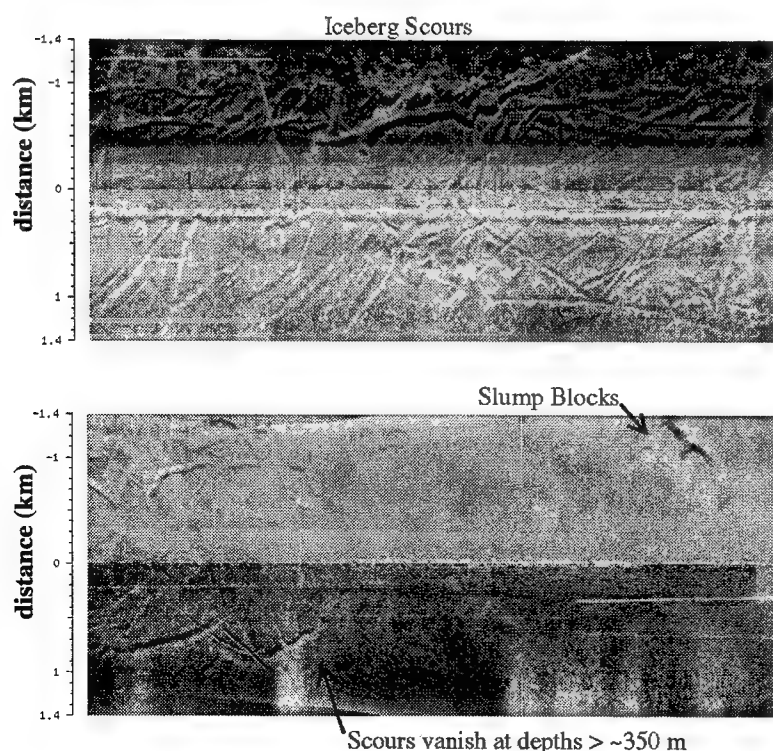 Iceberg Scours
-1.4
-1
0
1
1.4
distance (km)
Slump Blocks
-1.4
-1
0
1
1.4
distance (km)
Scours vanish at depths > ~350 m